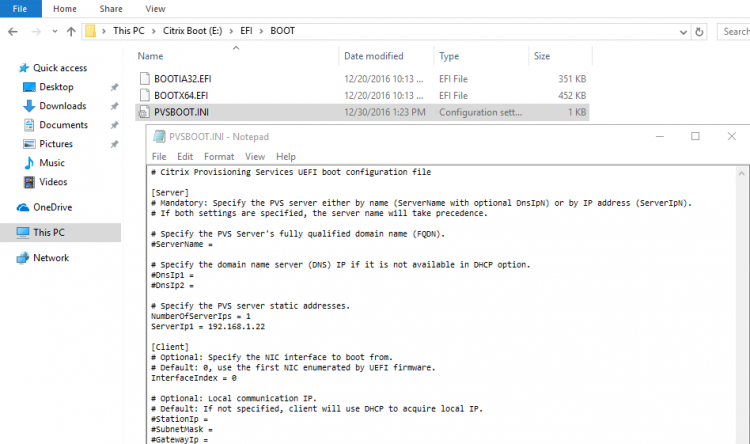 File
Home
Share
View
This PC > Citrix Boot (E:) > EFI > BOOT
Search
Name
Date modified
Type
Size
Quick access
Desktop
Downloads
Documents
Pictures
Music
Videos
OneDrive
This PC
Network
BOOTIA32.EFI 12/20/2016 10:13 ... EFI File 351 KB
BOOTX64.EFI 12/20/2016 10:13 ... EFI File 452 KB
PVSBOOT.INI 12/30/2016 1:23 PM Configuration sett... 1 KB
PVSBOOT.INI - Notepad
File Edit Format View Help
# Citrix Provisioning Services UEFI boot configuration file
[Server]
# Mandatory: Specify the PVS server either by name (ServerName with optional DnsIpN) or by IP address (ServerIpN).
# If both settings are specified, the server name will take precedence.
# Specify the PVS Server's fully qualified domain name (FQDN).
#ServerName =
# Specify the domain name server (DNS) IP if it is not available in DHCP option.
#DnsIp1 =
#DnsIp2 =
# Specify the PVS server static addresses.
NumberOfServerIps = 1
ServerIp1 = 192.168.1.22
[Client]
# Optional: Specify the NIC interface to boot from.
# Default: 0, use the first NIC enumerated by UEFI firmware.
InterfaceIndex = 0
# Optional: Local communication IP.
# Default: If not specified, client will use DHCP to acquire local IP.
#StationIp =
#SubnetMask =
#GatewayIp =